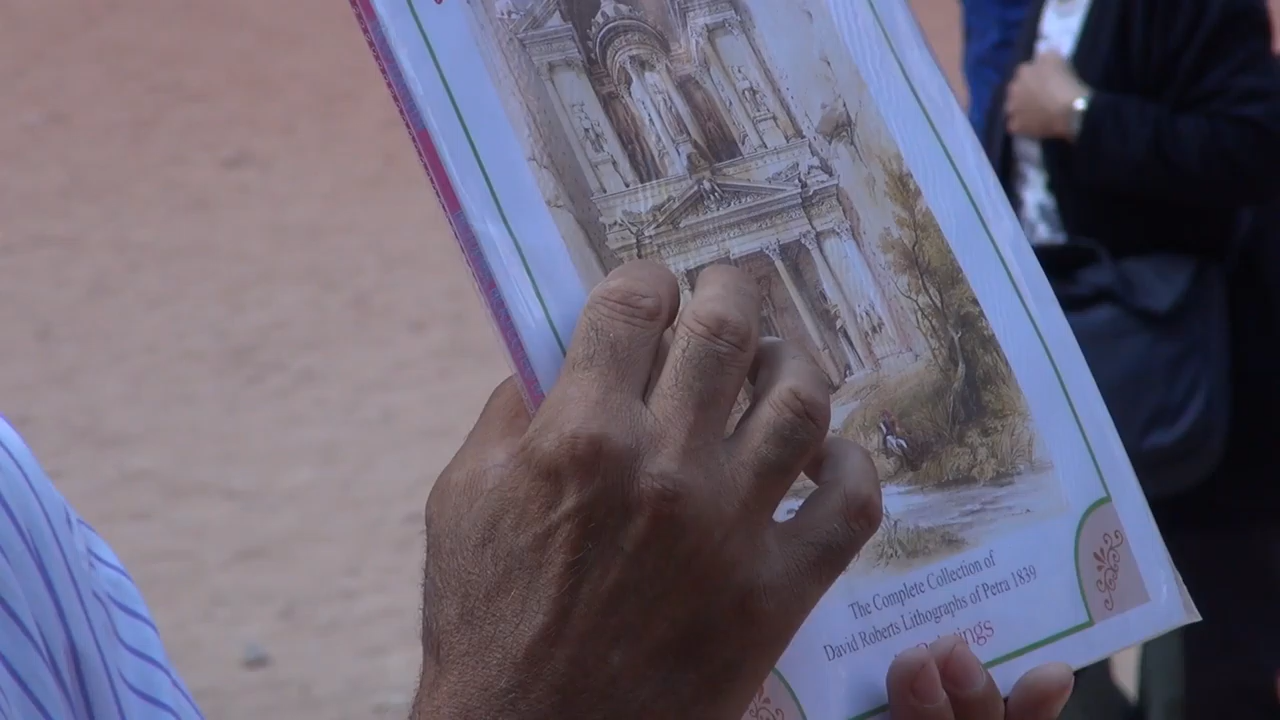 The Complete Collection of
David Roberts Lithographs of Petra 1839